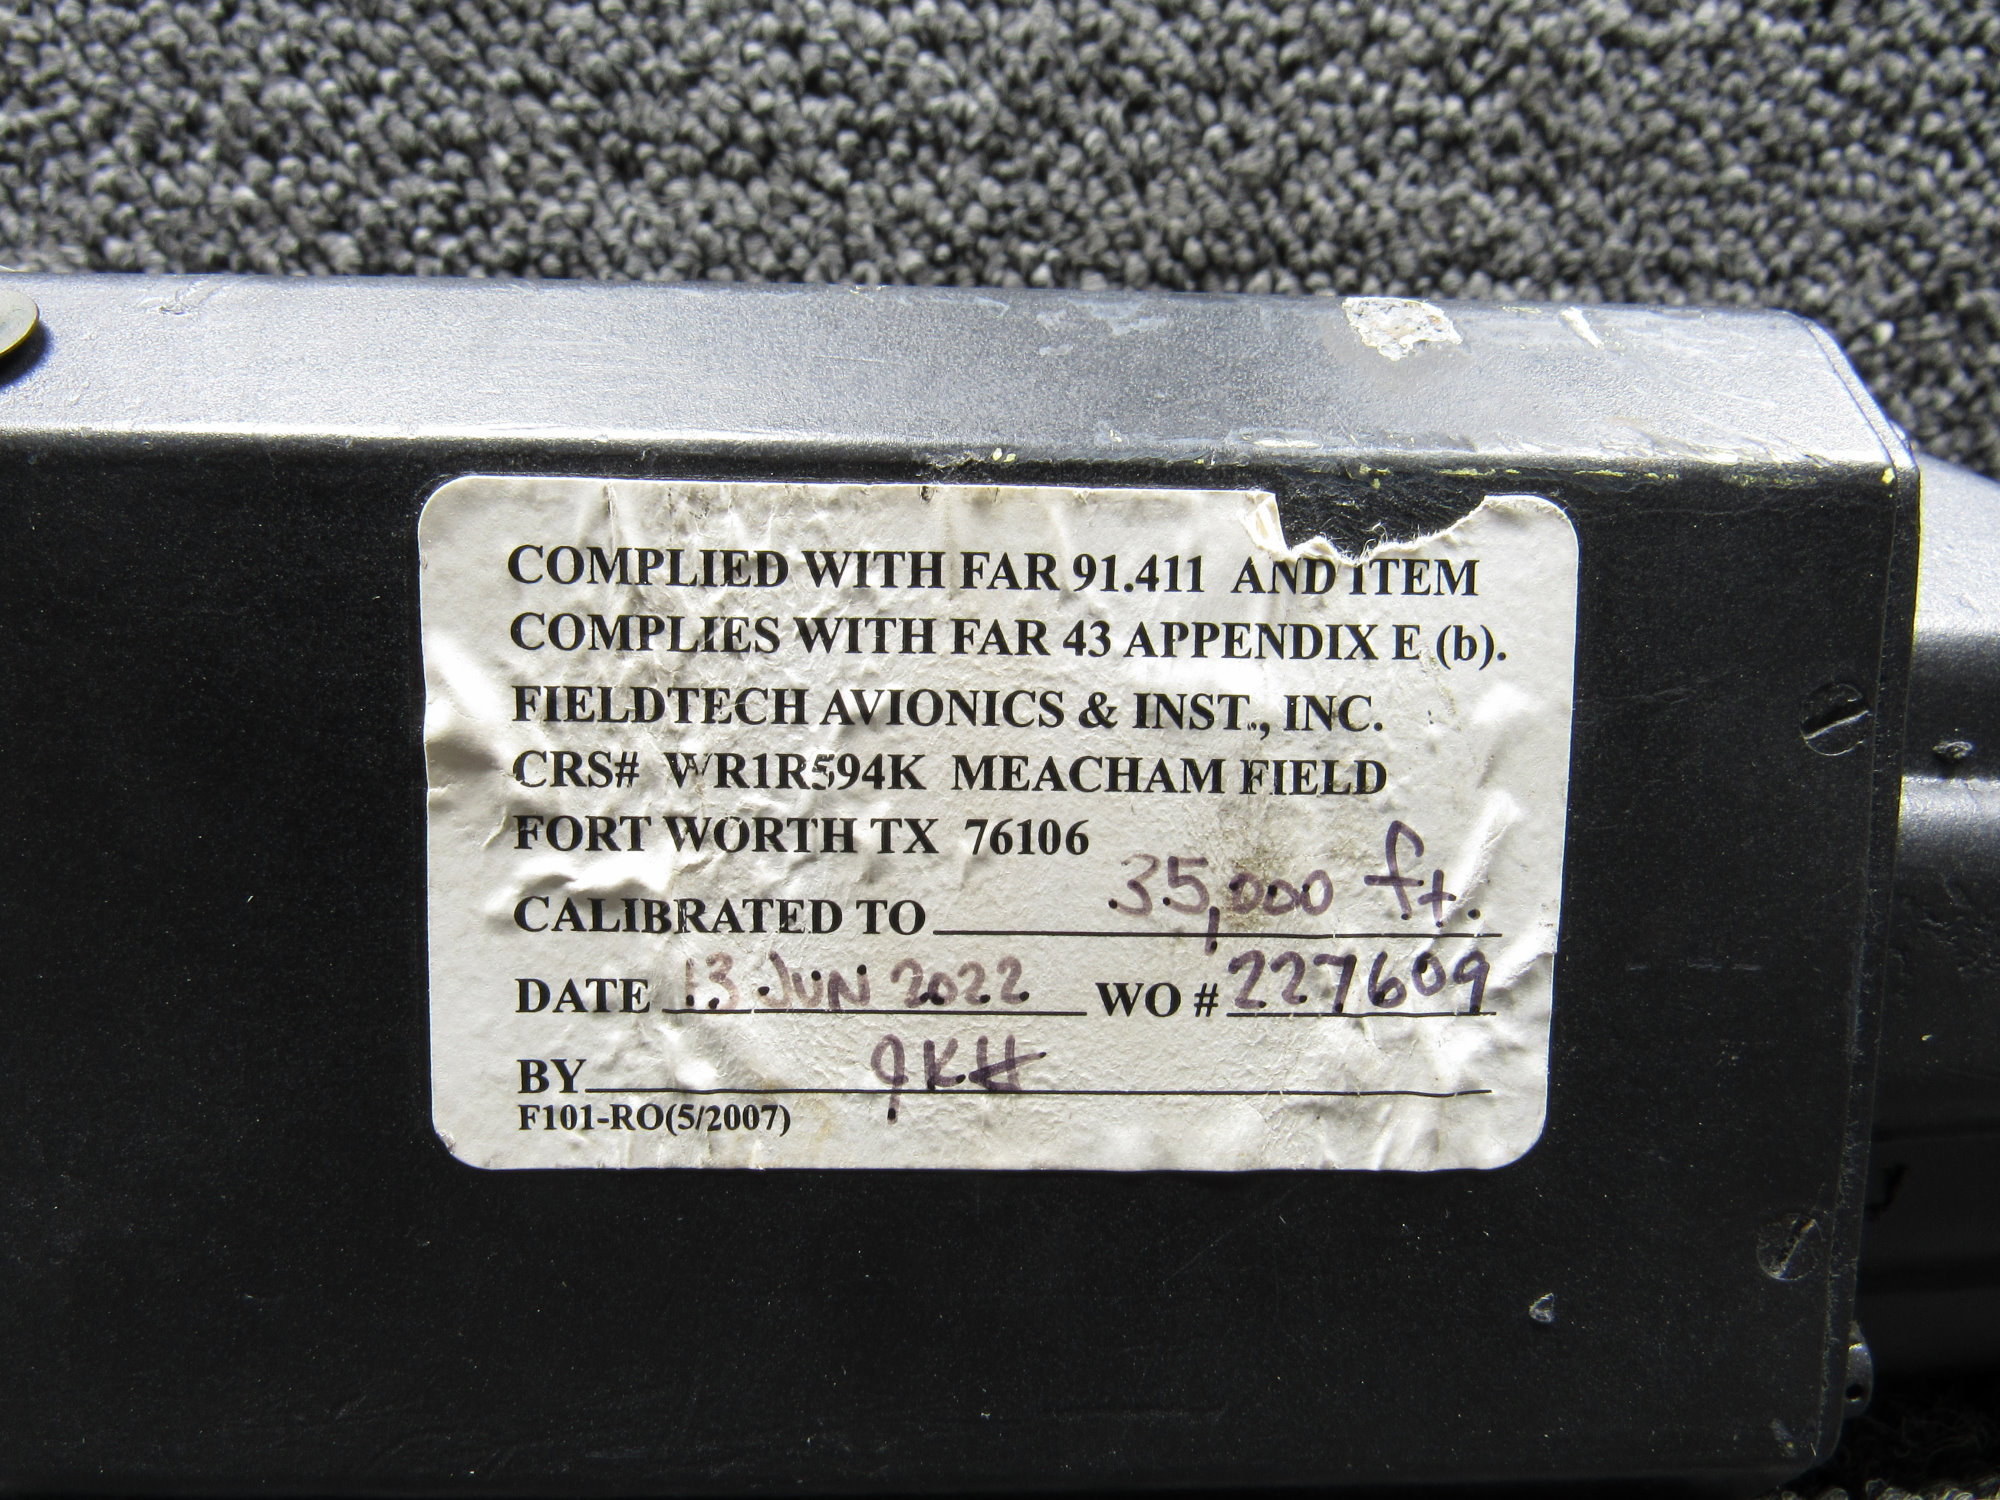 COMPLIED WITH FAR 91.411 AND ITEM
COMPLIES WITH FAR 43 APPENDIX E (b).
FIELDTECH AVIONICS & INST., INC.
CRS# WR1R594K MEACHAM FIELD
FORT WORTH TX 76106
CALIBRATED TO 35,000 ft.
DATE 13 JUN 2022 WO # 227609
BY JKH
F101-RO(5/2007)